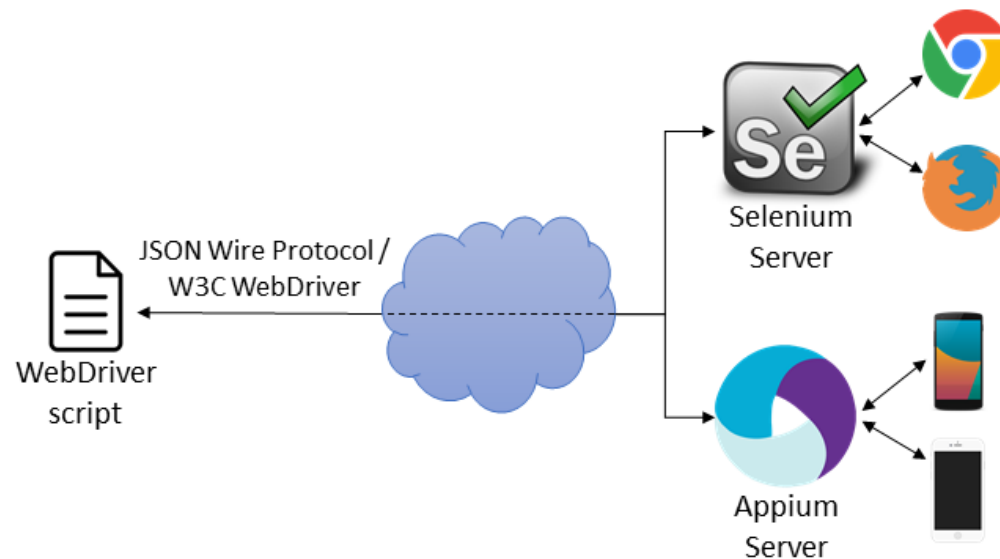 JSON Wire Protocol /
W3C WebDriver
WebDriver
script
Se
Selenium
Server
Appium
Server